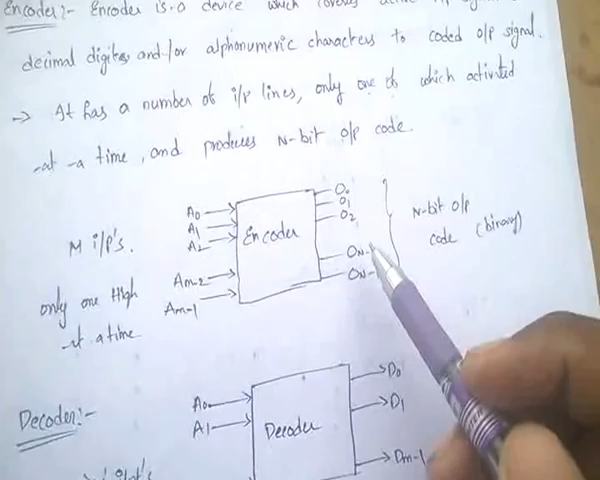 Encoder:- Encoder is a device which
decimal digites and/or alphanumeric characters to coded o/p signal.
→ It has a number of i/p lines, only one of which activated
at a time, and produces N-bit o/p code.
A0
A1
A2
Am-2
Am-1
M i/p's.
only one High
at a time
Encoder
O0
O1
O2
ON-
ON-
N-bit o/p
code (binary)
Decoder:-
A0
A1
Decoder
D0
D1
Dm-1